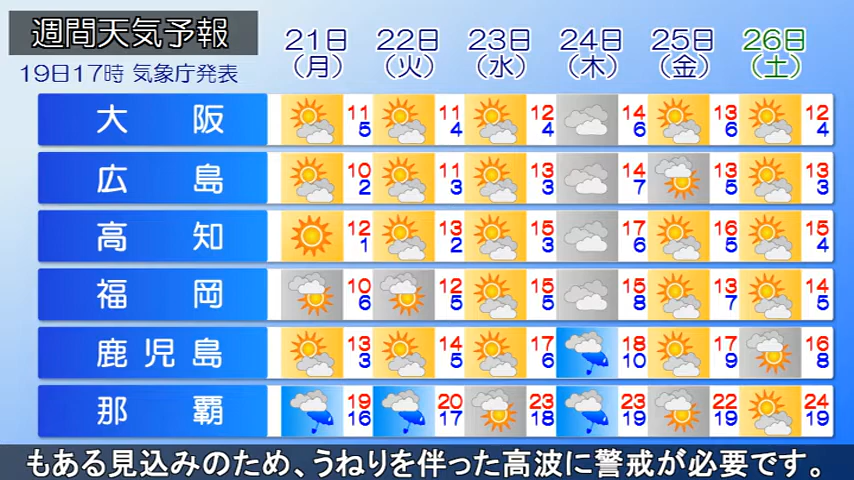 週間天気予報
19日17時 気象庁発表
21日 22日 23日 24日 25日 26日
(月) (火) (水) (木) (金) (土)
大阪 11 5 11 4 12 4 14 6 13 6 12 4
広島 10 2 11 3 13 3 14 7 13 5 13 3
高知 12 1 13 2 15 3 17 6 16 5 15 4
福岡 10 6 12 5 15 5 15 8 13 7 14 5
鹿児島 13 3 14 5 17 6 18 10 17 9 16 8
那覇 19 16 20 17 23 18 23 19 22 19 24 19
もある見込みのため、うねりを伴った高波に警戒が必要です。